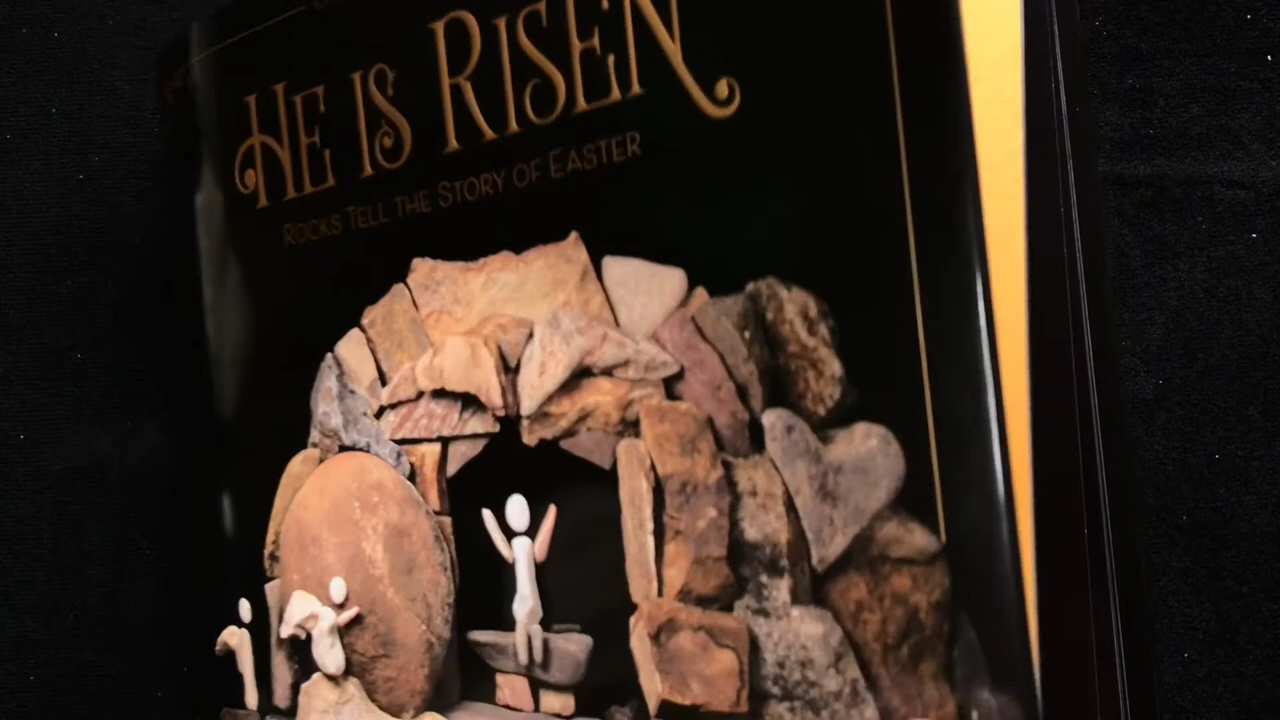 HE IS RISEN
ROCKS TELL THE STORY OF EASTER